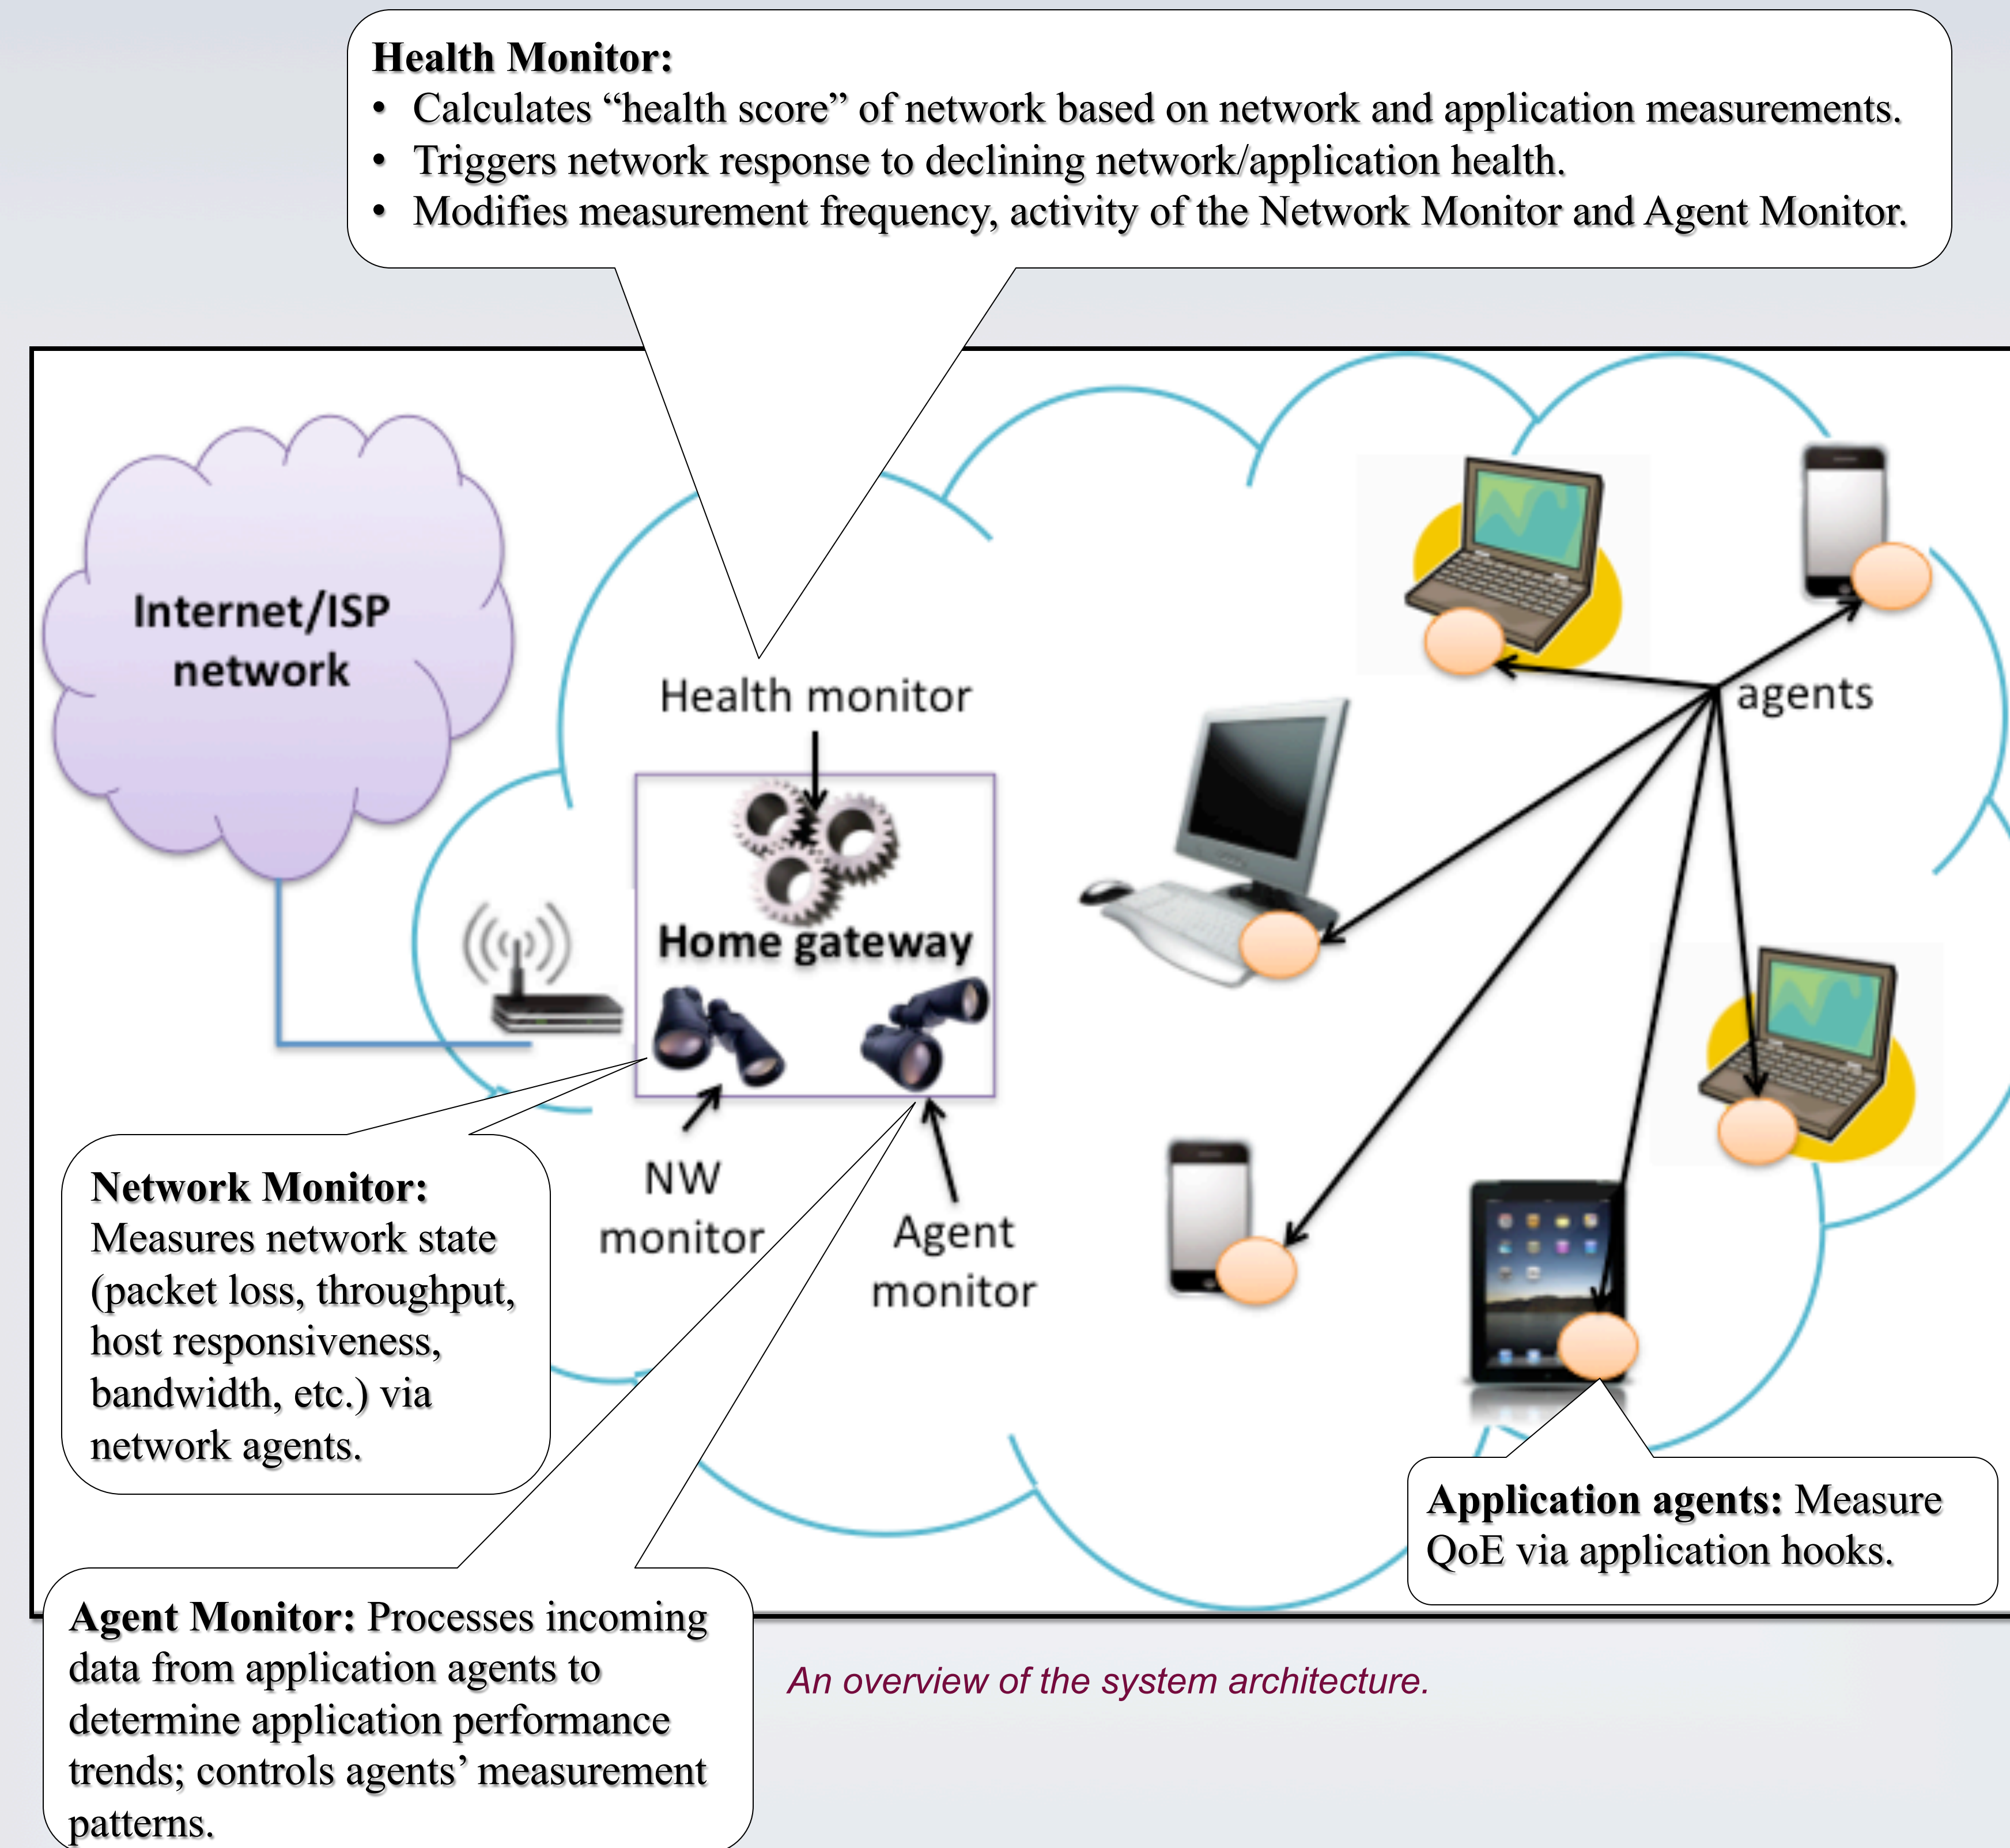 Health Monitor:
• Calculates “health score” of network based on network and application measurements.
• Triggers network response to declining network/application health.
• Modifies measurement frequency, activity of the Network Monitor and Agent Monitor.
Internet/ISP
network
Health monitor
agents
Home gateway
NW
monitor
Agent
monitor
Network Monitor:
Measures network state
(packet loss, throughput,
host responsiveness,
bandwidth, etc.) via
network agents.
Application agents: Measure
QoE via application hooks.
Agent Monitor: Processes incoming
data from application agents to
determine application performance
trends; controls agents’ measurement
patterns.
An overview of the system architecture.